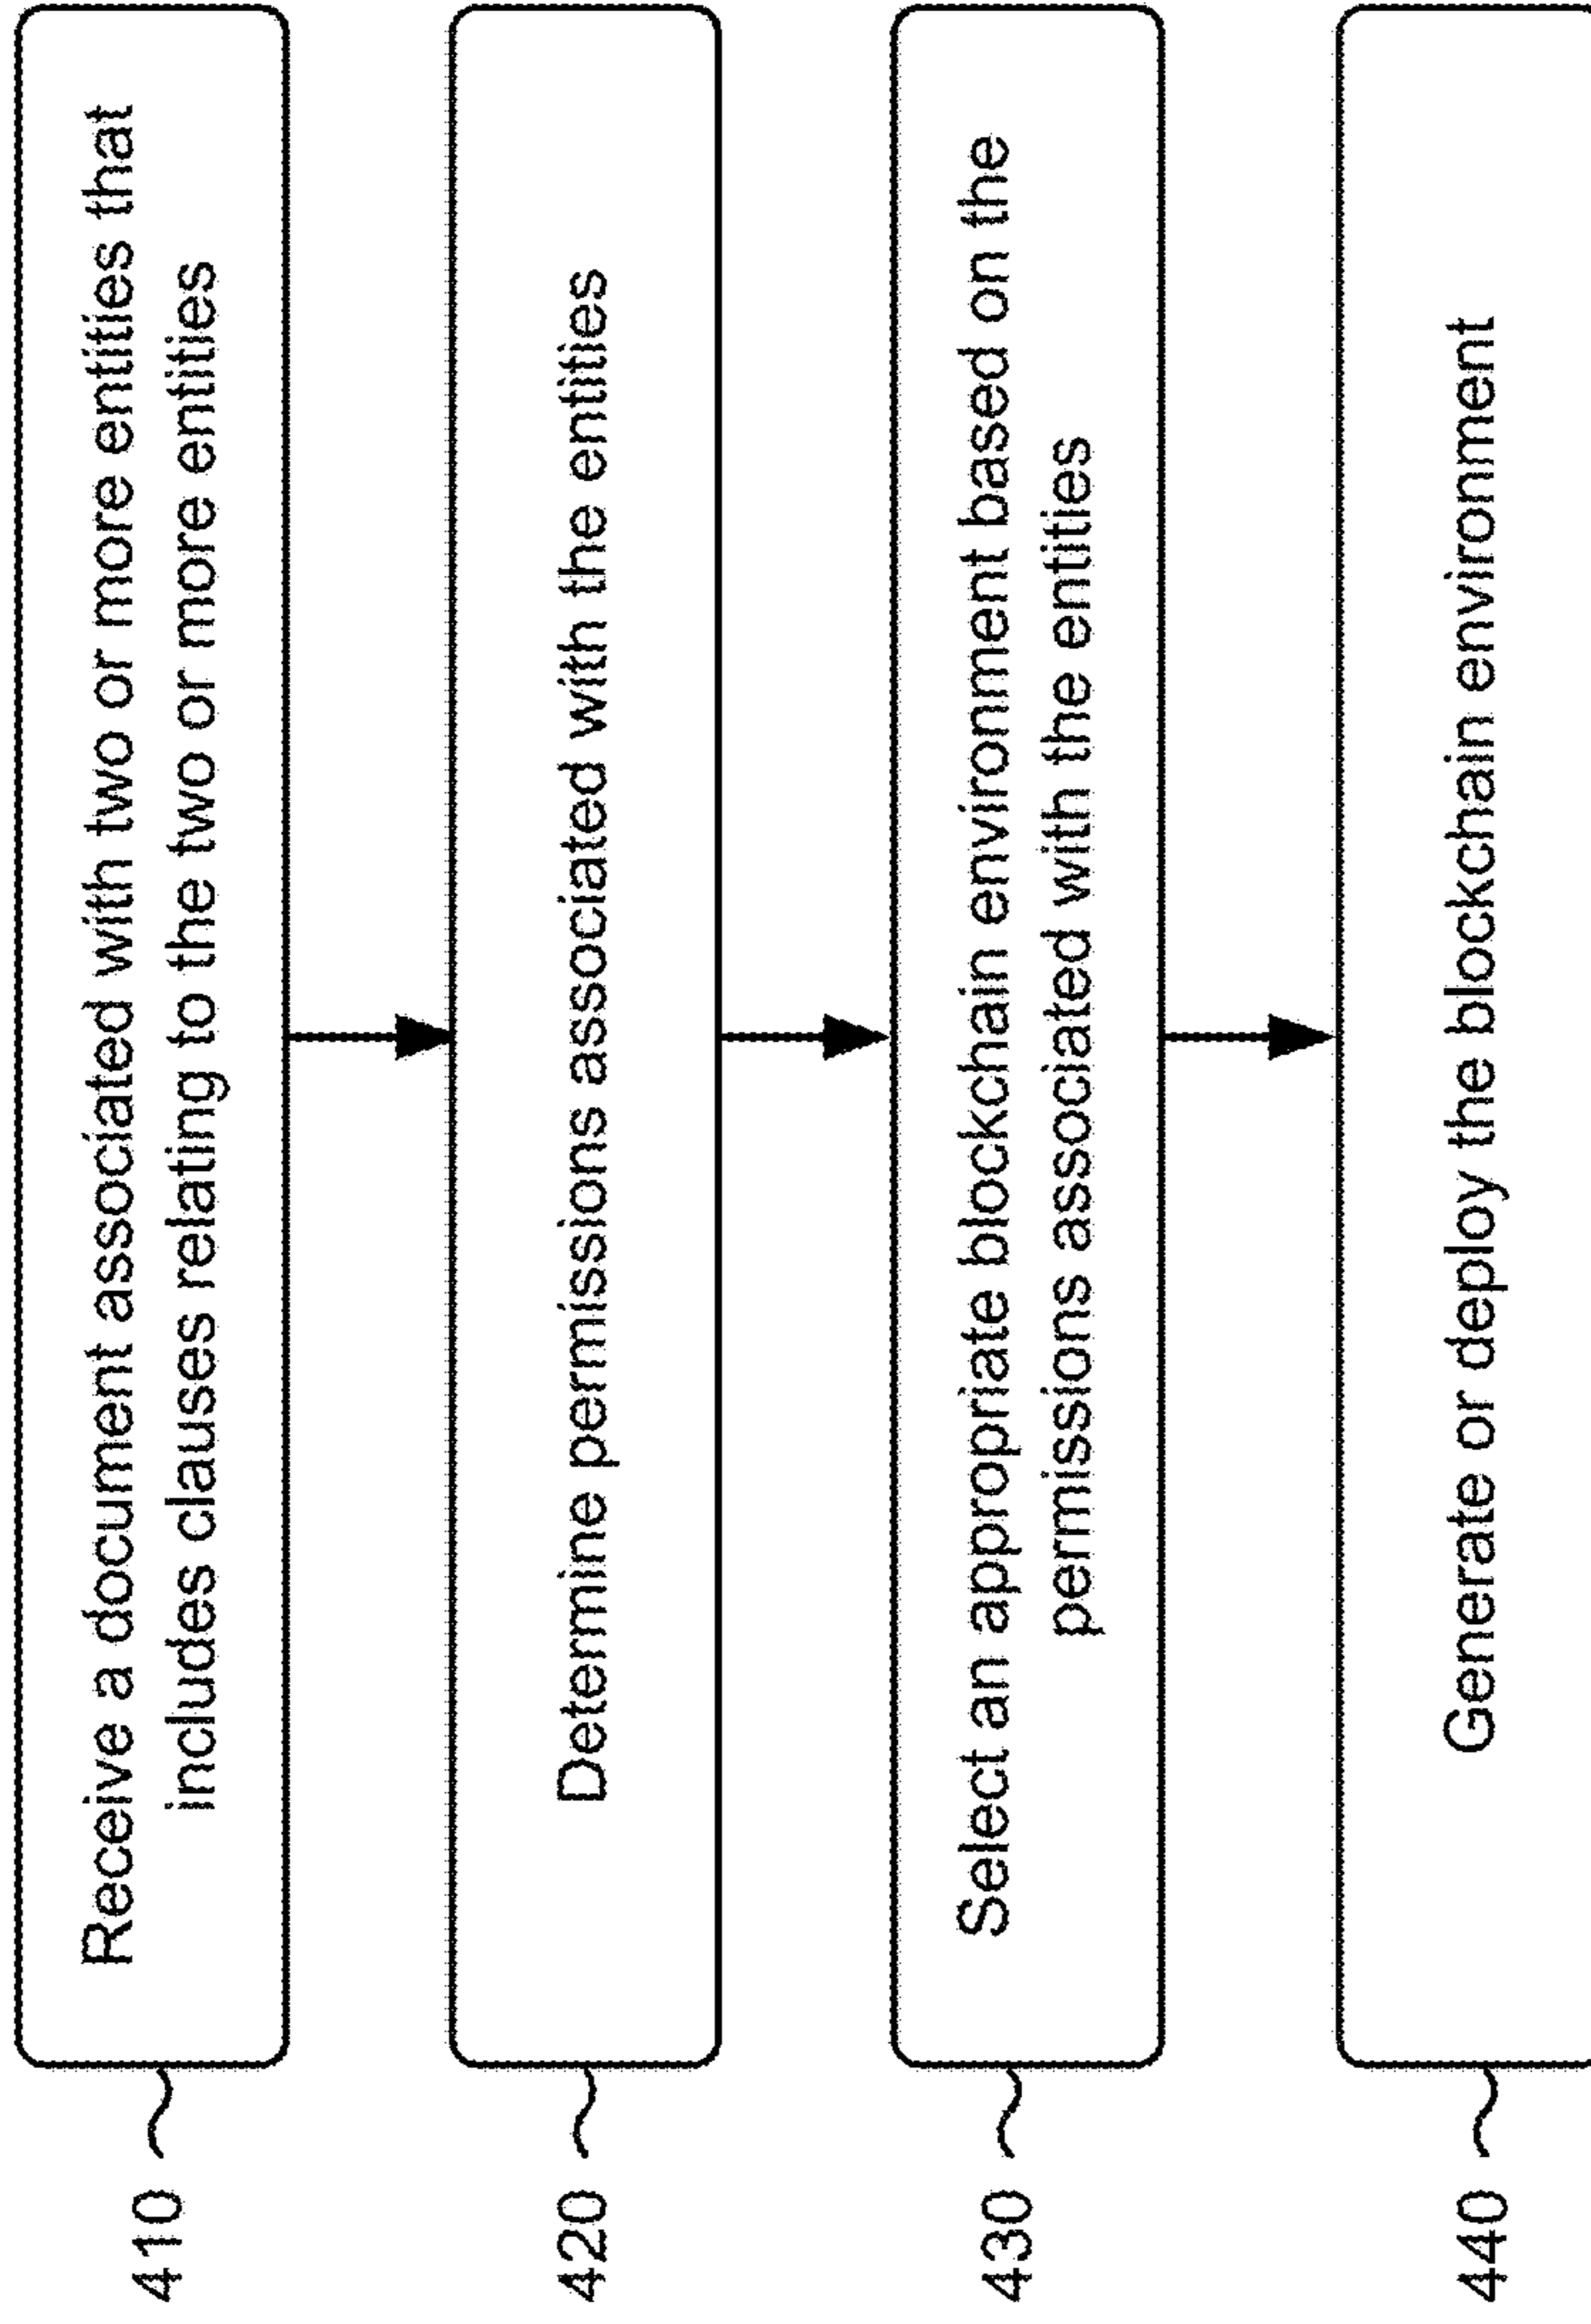 410
Receive a document associated with two or more entities that
includes clauses relating to the two or more entities
420
Determine permissions associated with the entities
430
Select an appropriate blockchain environment based on the
permissions associated with the entities
440
Generate or deploy the blockchain environment